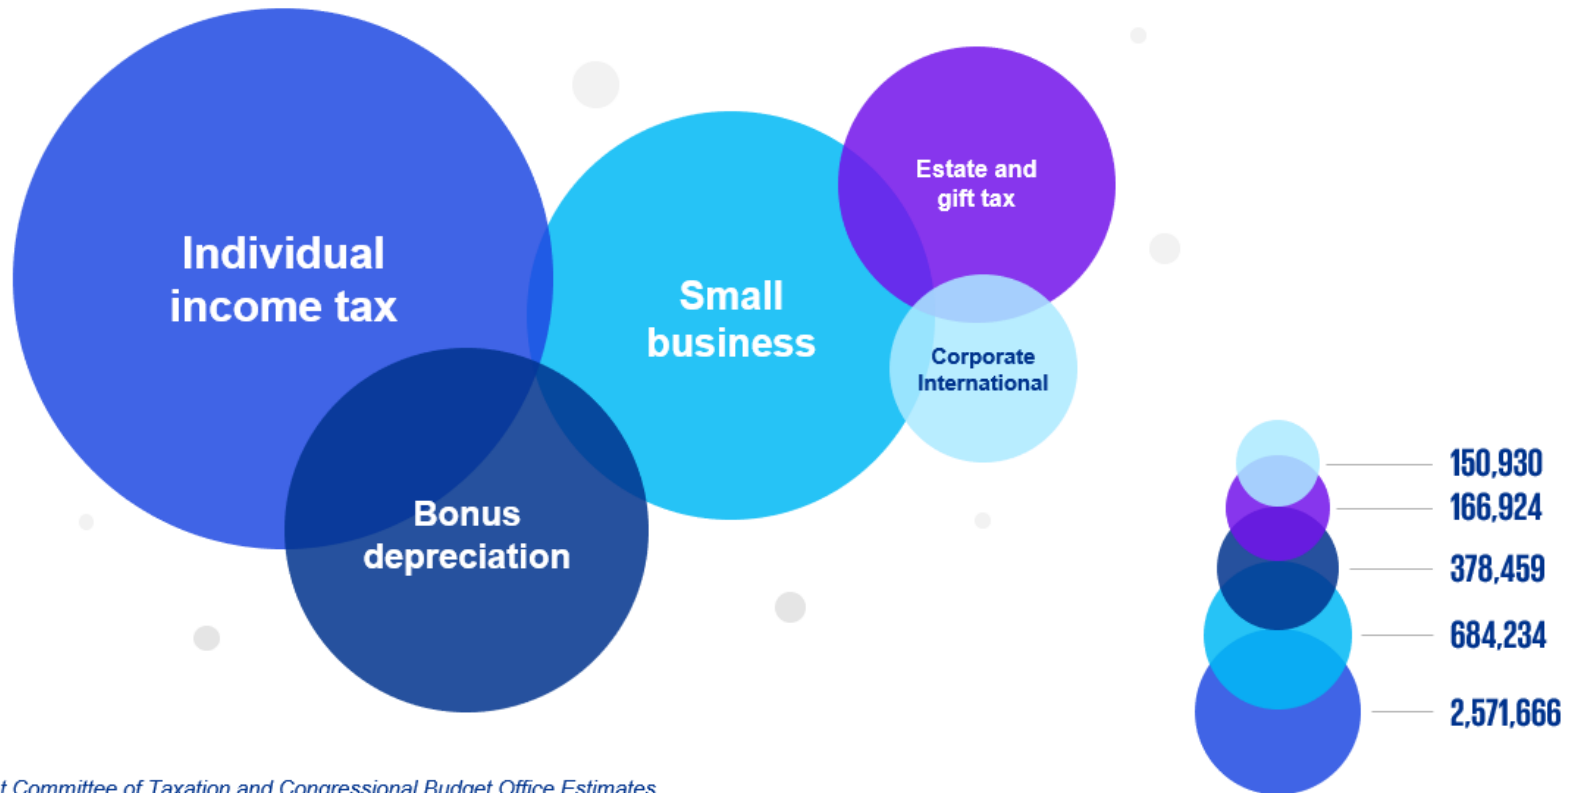 Individual
income tax
Small
business
Estate and
gift tax
Corporate
International
Bonus
depreciation
150,930
166,924
378,459
684,234
2,571,666
t Committee of Taxation and Congressional Budget Office Estimates